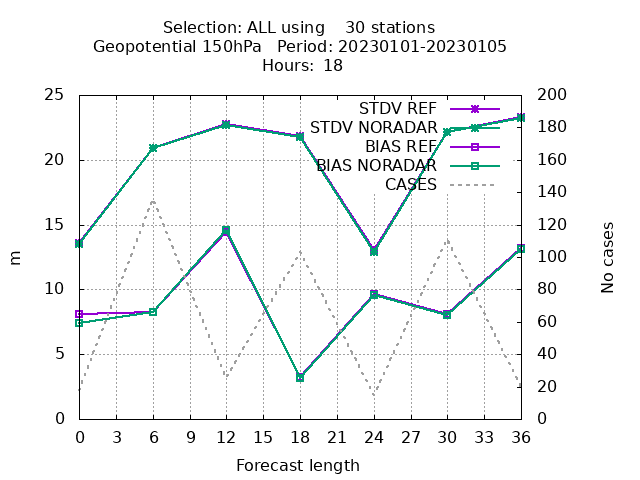 Selection: ALL using    30 stations
Geopotential 150hPa   Period: 20230101-20230105
Hours: 18
25
20
15
10
5
0
m
200
180
160
140
120
100
80
60
40
20
0
No cases
STDV REF
STDV NORADAR
BIAS REF
BIAS NORADAR
CASES
0 3 6 9 12 15 18 21 24 27 30 33 36
Forecast length